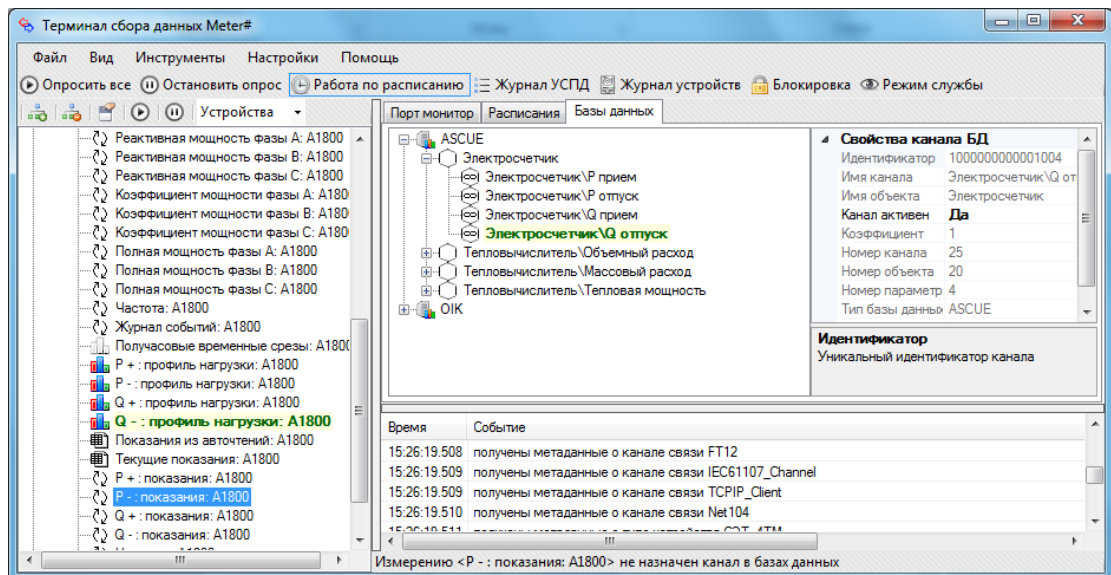 Терминал сбора данных Meter#
Файл Вид Инструменты Настройки Помощь
Опросить все Остановить опрос Работа по расписанию Журнал УСПД Журнал устройств Блокировка Режим службы
Устройства
Реактивная мощность фазы A: A1800
Реактивная мощность фазы B: A1800
Реактивная мощность фазы C: A1800
Коэффициент мощности фазы A: A180
Коэффициент мощности фазы B: A180
Коэффициент мощности фазы C: A180
Полная мощность фазы A: A1800
Полная мощность фазы B: A1800
Полная мощность фазы C: A1800
Частота: A1800
Журнал событий: A1800
Получасовые временные срезы: A1800
P + : профиль нагрузки: A1800
P - : профиль нагрузки: A1800
Q + : профиль нагрузки: A1800
Q - : профиль нагрузки: A1800
Показания из авточтений: A1800
Текущие показания: A1800
P + : показания: A1800
P - : показания: A1800
Q + : показания: A1800
Q - : показания: A1800
Порт монитор Расписания Базы данных
ASCUE
Электросчетчик
Электросчетчик\P прием
Электросчетчик\P отпуск
Электросчетчик\Q прием
Электросчетчик\Q отпуск
Тепловычислитель\Объемный расход
Тепловычислитель\Массовый расход
Тепловычислитель\Тепловая мощность
OIK
Свойства канала БД
Идентификатор 1000000000001004
Имя канала Электросчетчик\Q от
Имя объекта Электросчетчик
Канал активен Да
Коэффициент 1
Номер канала 25
Номер объекта 20
Номер параметр 4
Тип базы данных ASCUE
Идентификатор
Уникальный идентификатор канала
Время Событие
15:26:19.508 получены метаданные о канале связи FT12
15:26:19.509 получены метаданные о канале связи IEC61107_Channel
15:26:19.509 получены метаданные о канале связи TCPIP_Client
15:26:19.510 получены метаданные о канале связи Net104
Измерению <P - : показания: A1800> не назначен канал в базах данных